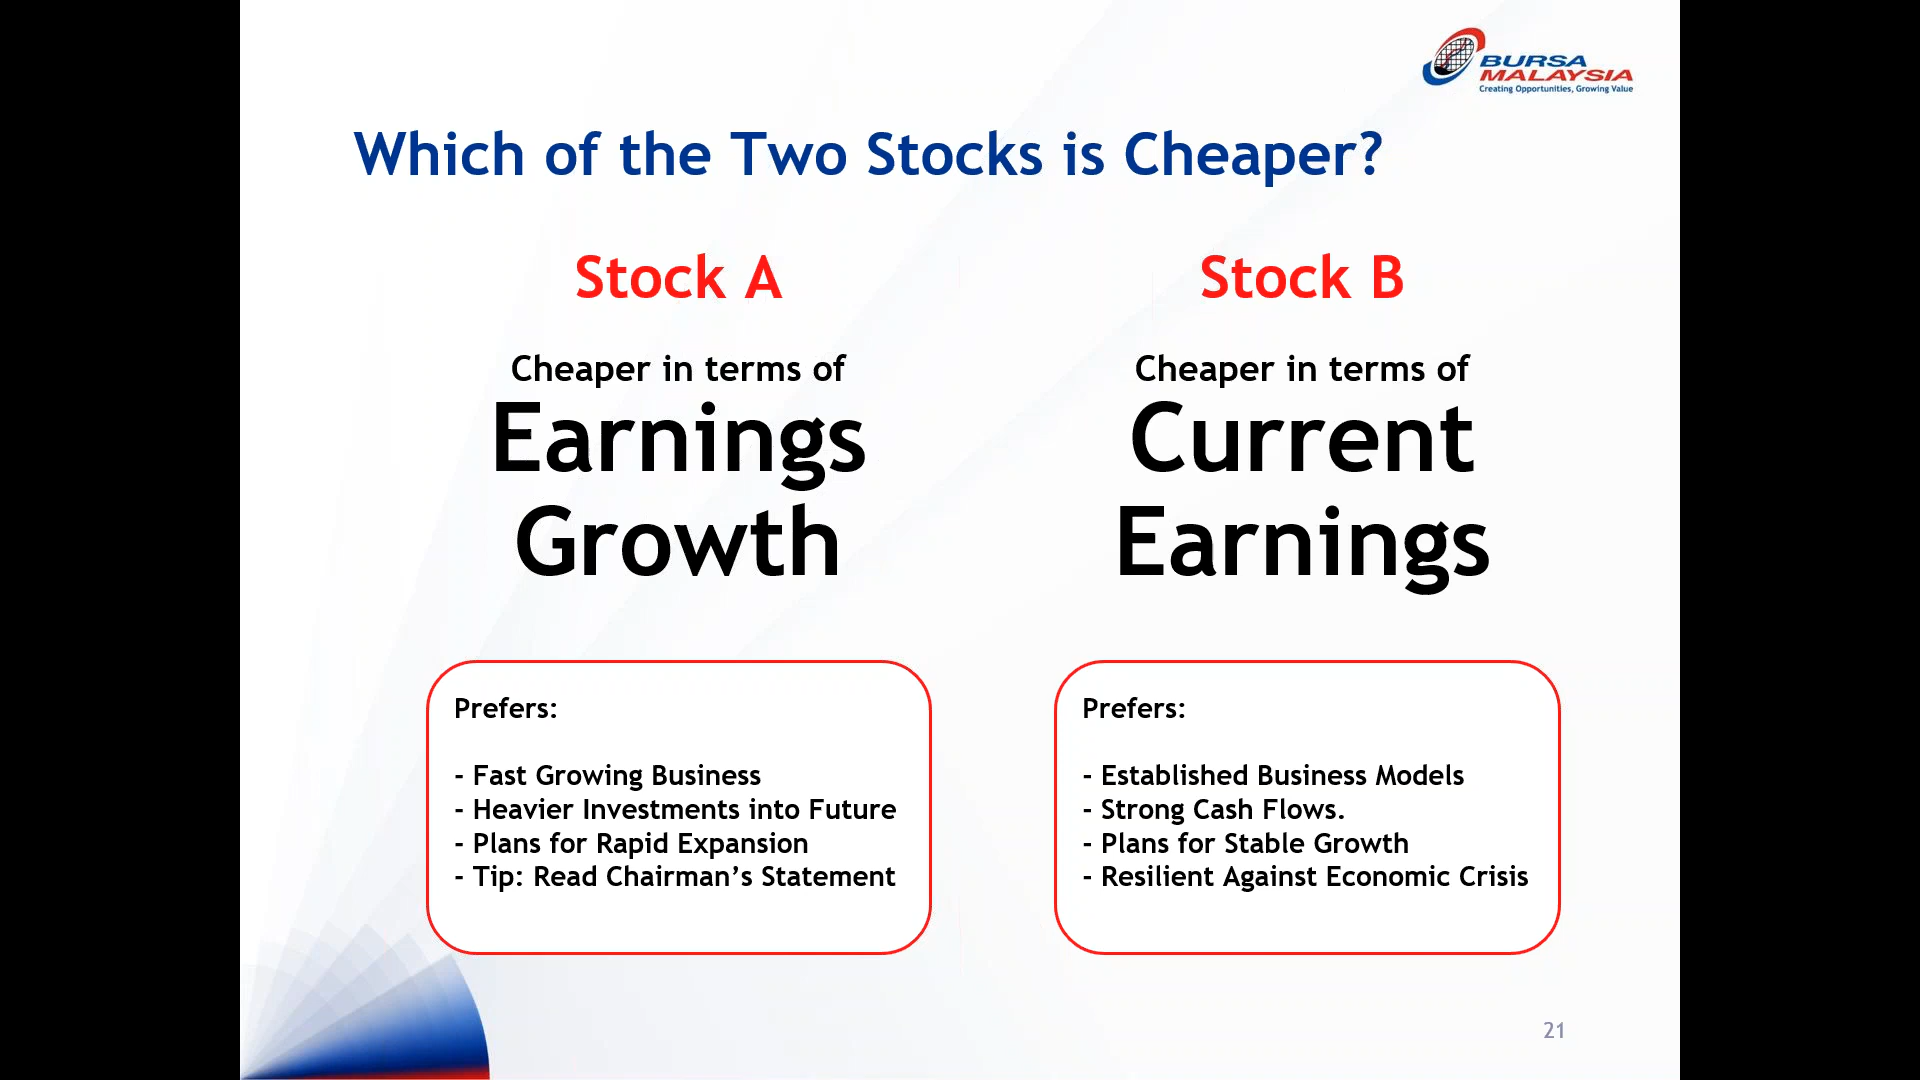 BURSA
MALAYSIA
Creating Opportunities, Growing Value
Which of the Two Stocks is Cheaper?
Stock A
Cheaper in terms of
Earnings
Growth
Prefers:
- Fast Growing Business
- Heavier Investments into Future
- Plans for Rapid Expansion
- Tip: Read Chairman’s Statement
Stock B
Cheaper in terms of
Current
Earnings
Prefers:
- Established Business Models
- Strong Cash Flows.
- Plans for Stable Growth
- Resilient Against Economic Crisis
21